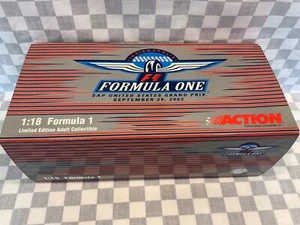 F1
FORMULA ONE
SAP UNITED STATES GRAND PRIX
SEPTEMBER 29, 2002
1:18 Formula 1
Limited Edition Adult Collectible
ACTION
1:18 Formula 1